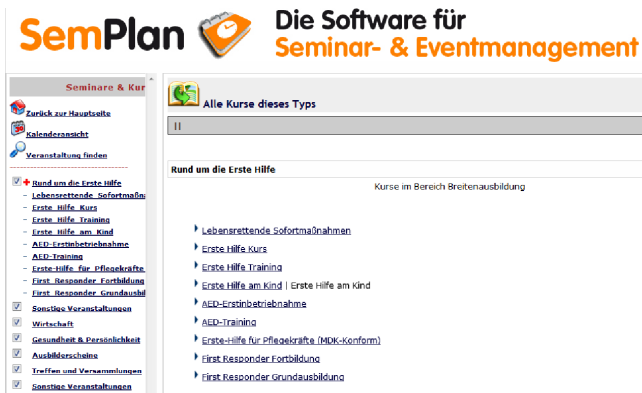 SemPlan
Die Software für
Seminar- & Eventmanagement
Seminare & Kur
Zurück zur Hauptseite
Kalenderansicht
Veranstaltung finden
Rund um die Erste Hilfe
– Lebensrettende Sofortmaßn
– Erste Hilfe Kurs
– Erste Hilfe Training
– Erste Hilfe am Kind
– AED-Erstinbetriebnahme
– AED-Training
– Erste-Hilfe für Pflegekräfte
– First Responder Fortbildung
– First Responder Grundausbil
Sonstige Veranstaltungen
Wirtschaft
Gesundheit & Persönlichkeit
Ausbilderscheine
Treffen und Versammlungen
Sonstige Veranstaltungen
Alle Kurse dieses Typs
||
Rund um die Erste Hilfe
Kurse im Bereich Breitenausbildung
Lebensrettende Sofortmaßnahmen
Erste Hilfe Kurs
Erste Hilfe Training
Erste Hilfe am Kind | Erste Hilfe am Kind
AED-Erstinbetriebnahme
AED-Training
Erste-Hilfe für Pflegekräfte (MDK-Konform)
First Responder Fortbildung
First Responder Grundausbildung